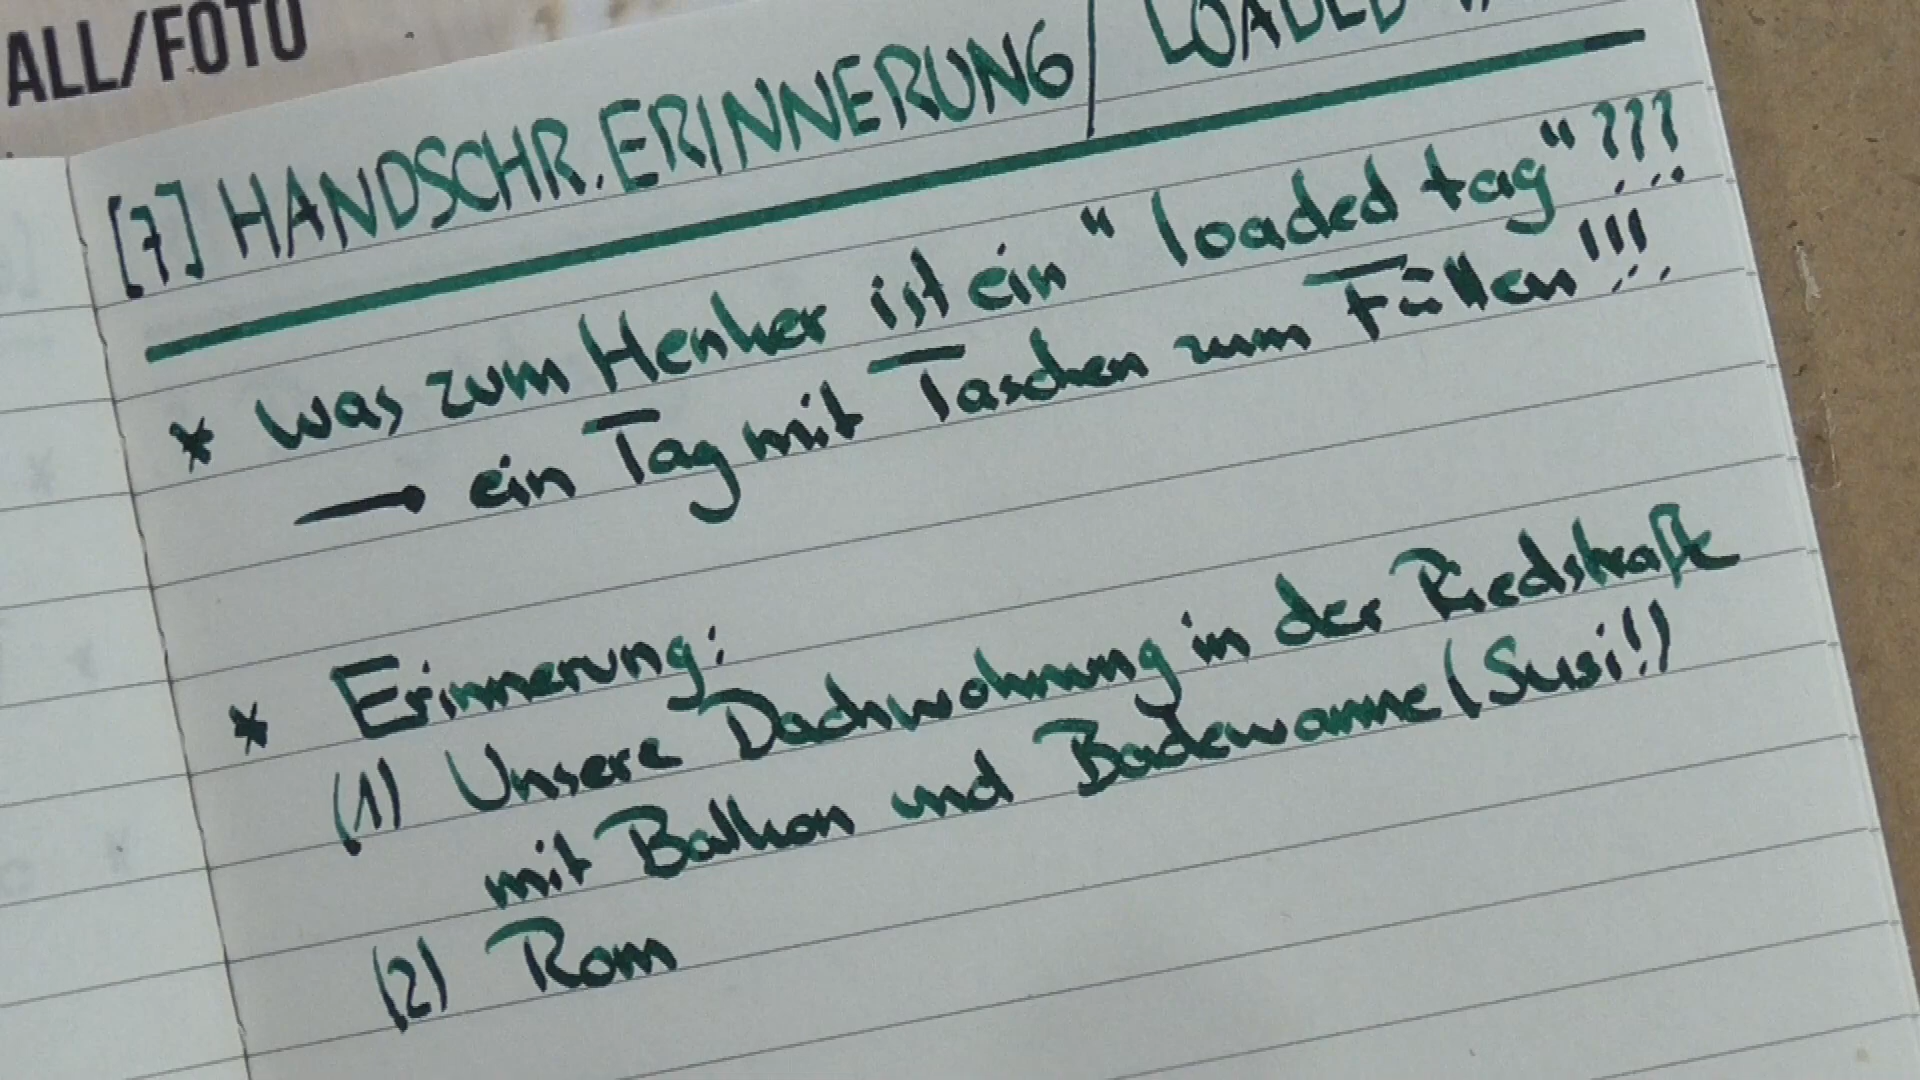 ALL/FOTO
[7] HANDSCHR. ERINNERUNG/ LOADED
* was zum Henker ist ein "loaded tag"???
→ ein Tag mit Taschen zum Füllen!!!
* Erinnerung:
(1) Unsere Dachwohnung in der Riedstraße
mit Balkon und Badewanne (Susi!)
(2) Rom